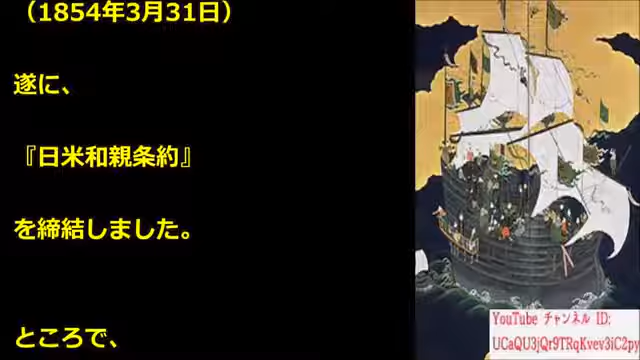 （1854年3月31日）
遂に、
『日米和親条約』
を締結しました。
ところで、
YouTube チャンネル ID:
UCaQU3jQr9TRqKvev3iC2py